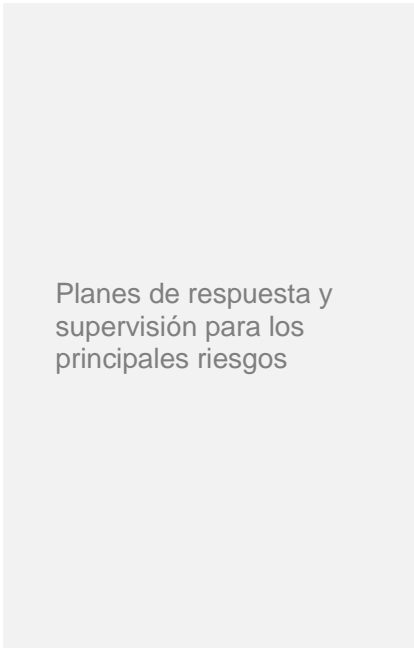 Planes de respuesta y
supervisión para los
principales riesgos